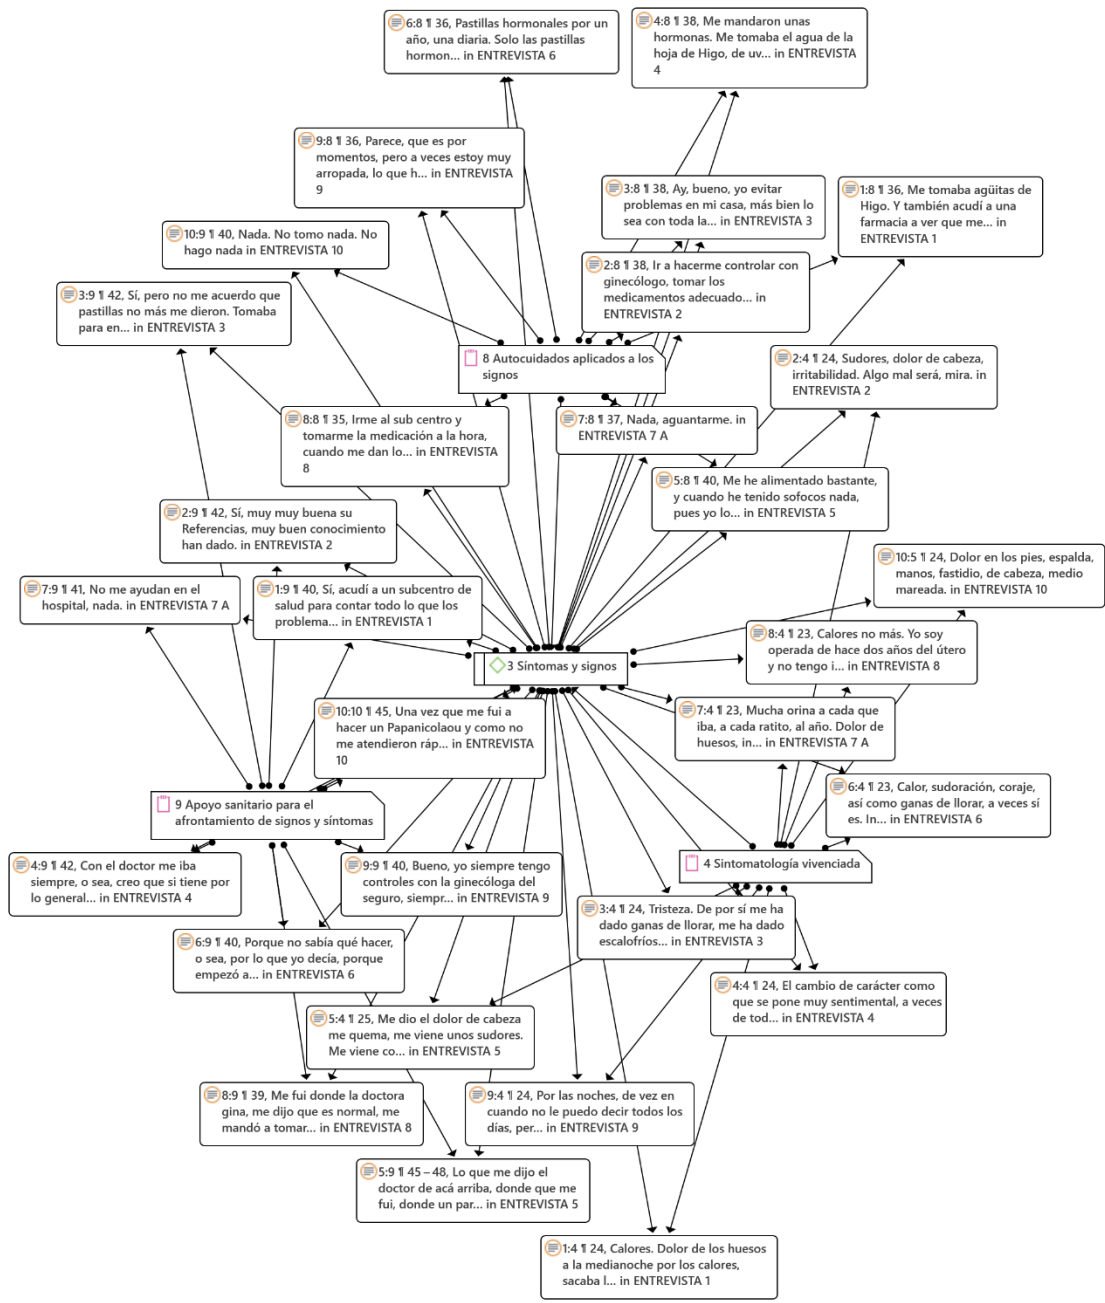 6:8 ¶ 36, Pastillas hormonales por un
año, una diaria. Solo las pastillas
hormon... in ENTREVISTA 6
4:8 ¶ 38, Me mandaron unas
hormonas. Me tomaba el agua de la
hoja de Higo, de uv... in ENTREVISTA
4
9:8 ¶ 36, Parece, que es por
momentos, pero a veces estoy muy
arropada, lo que h... in ENTREVISTA
9
3:8 ¶ 38, Ay, bueno, yo evitar
problemas en mi casa, más bien lo
sea con toda la... in ENTREVISTA 3
1:8 ¶ 36, Me tomaba agüitas de
Higo. Y también acudí a una
farmacia a ver que me... in
ENTREVISTA 1
10:9 ¶ 40, Nada. No tomo nada. No
hago nada in ENTREVISTA 10
2:8 ¶ 38, Ir a hacerme controlar con
ginecólogo, tomar los
medicamentos adecuado... in
ENTREVISTA 2
3:9 ¶ 42, Sí, pero no me acuerdo que
pastillas no más me dieron. Tomaba
para en... in ENTREVISTA 3
8 Autocuidados aplicados a los
signos
2:4 ¶ 24, Sudores, dolor de cabeza,
irritabilidad. Algo mal será, mira. in
ENTREVISTA 2
8:8 ¶ 35, Irme al sub centro y
tomarme la medicación a la hora,
cuando me dan lo... in ENTREVISTA
8
7:8 ¶ 37, Nada, aguantarme. in
ENTREVISTA 7 A
5:8 ¶ 40, Me he alimentado bastante,
y cuando he tenido sofocos nada,
pues yo lo... in ENTREVISTA 5
2:9 ¶ 42, Sí, muy muy buena su
Referencias, muy buen conocimiento
han dado. in ENTREVISTA 2
10:5 ¶ 24, Dolor en los pies, espalda,
manos, fastidio, de cabeza, medio
mareada. in ENTREVISTA 10
7:9 ¶ 41, No me ayudan en el
hospital, nada. in ENTREVISTA 7 A
1:9 ¶ 40, Sí, acudí a un subcentro de
salud para contar todo lo que los
problema... in ENTREVISTA 1
8:4 ¶ 23, Calores no más. Yo soy
operada de hace dos años del útero
y no tengo i... in ENTREVISTA 8
3 Síntomas y signos
10:10 ¶ 45, Una vez que me fui a
hacer un Papanicolaou y como no
me atendieron ráp... in ENTREVISTA
10
7:4 ¶ 23, Mucha orina a cada que
iba, a cada ratito, al año. Dolor de
huesos, in... in ENTREVISTA 7 A
6:4 ¶ 23, Calor, sudoración, coraje,
así como ganas de llorar, a veces sí
es. In... in ENTREVISTA 6
9 Apoyo sanitario para el
afrontamiento de signos y síntomas
4 Sintomatología vivenciada
4:9 ¶ 42, Con el doctor me iba
siempre, o sea, creo que si tiene por
lo general... in ENTREVISTA 4
9:9 ¶ 40, Bueno, yo siempre tengo
controles con la ginecóloga del
seguro, siempr... in ENTREVISTA 9
3:4 ¶ 24, Tristeza. De por sí me ha
dado ganas de llorar, me ha dado
escalofríos... in ENTREVISTA 3
6:9 ¶ 40, Porque no sabía qué hacer,
o sea, por lo que yo decía, porque
empezó a... in ENTREVISTA 6
4:4 ¶ 24, El cambio de carácter como
que se pone muy sentimental, a veces
de tod... in ENTREVISTA 4
5:4 ¶ 25, Me dio el dolor de cabeza
me quema, me viene unos sudores.
Me viene co... in ENTREVISTA 5
8:9 ¶ 39, Me fui donde la doctora
gina, me dijo que es normal, me
mandó a tomar... in ENTREVISTA 8
9:4 ¶ 24, Por las noches, de vez en
cuando no le puedo decir todos los
días, per... in ENTREVISTA 9
5:9 ¶ 45 – 48, Lo que me dijo el
doctor de acá arriba, donde que me
fui, donde un par... in ENTREVISTA 5
1:4 ¶ 24, Calores. Dolor de los huesos
a la medianoche por los calores,
sacaba l... in ENTREVISTA 1